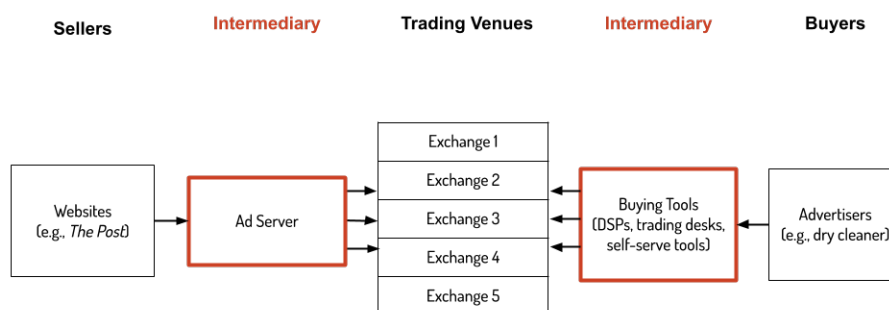 Sellers
Intermediary
Trading Venues
Intermediary
Buyers
Exchange 1
Exchange 2
Exchange 3
Exchange 4
Exchange 5
Websites
(e.g., The Post)
Ad Server
Buying Tools
(DSPs, trading desks,
self-serve tools)
Advertisers
(e.g., dry cleaner)